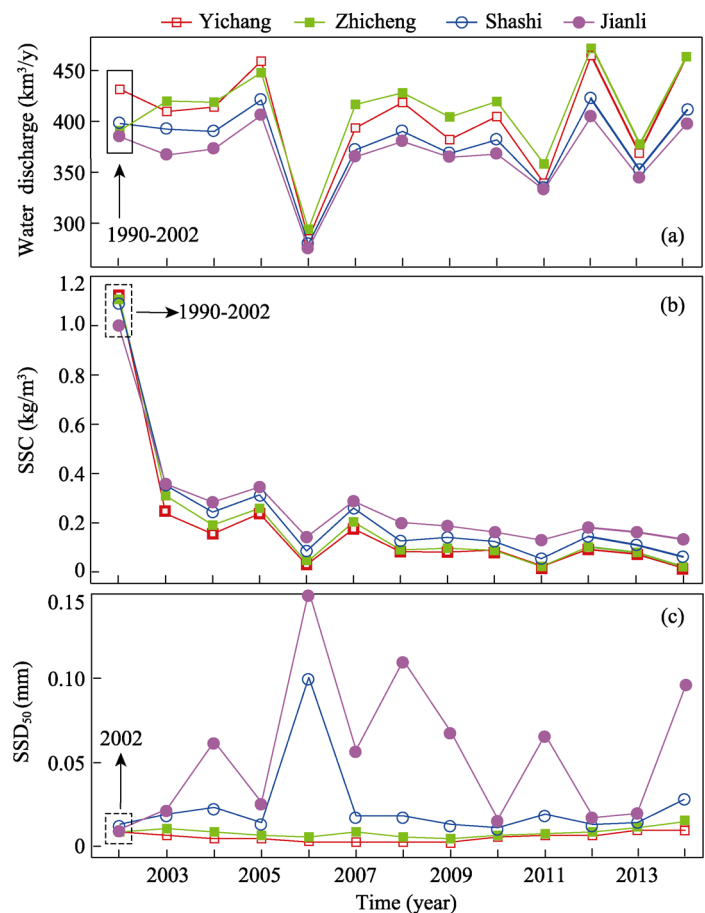 Yichang Zhicheng Shashi Jianli
Water discharge (km³/y)
450
400
350
300
1990-2002
(a)
SSC (kg/m³)
1.2
1.0
0.8
0.6
0.4
0.2
0
1990-2002
(b)
SSD₅₀ (mm)
0.15
0.10
0.05
0
2002
(c)
2003 2005 2007 2009 2011 2013
Time (year)